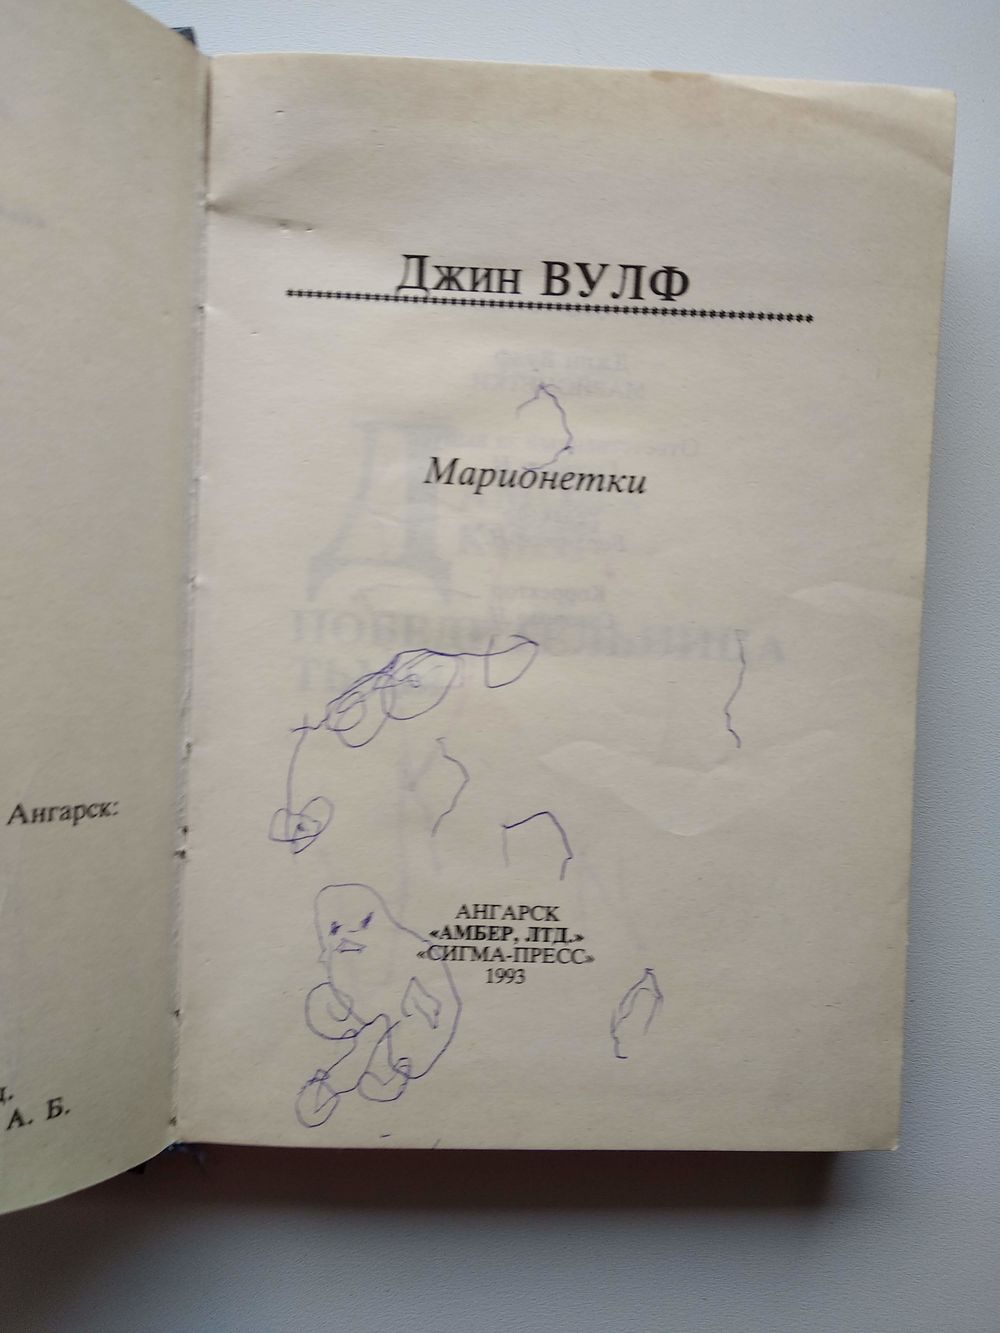 Джин ВУЛФ
Марионетки
Ангарск:
АНГАРСК
«АМБЕР, ЛТД.»
«СИГМА-ПРЕСС»
1993
А. Б.